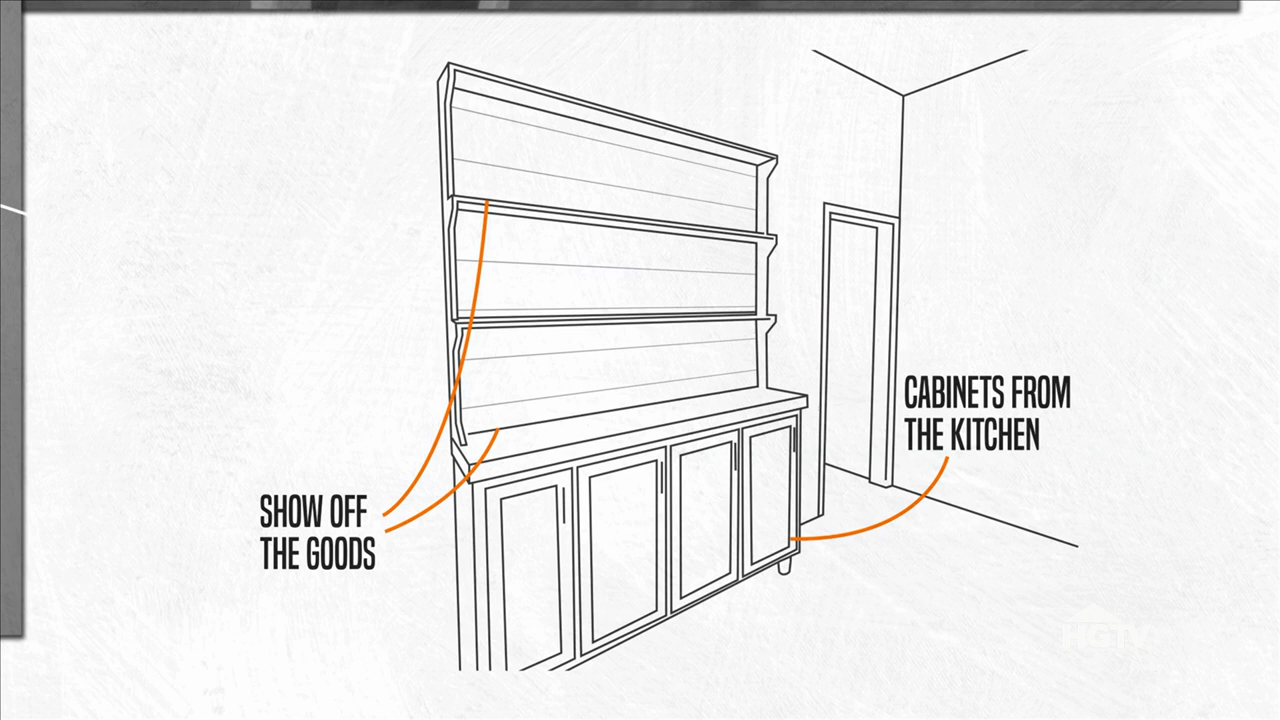 CABINETS FROM
THE KITCHEN
SHOW OFF
THE GOODS
HGTV